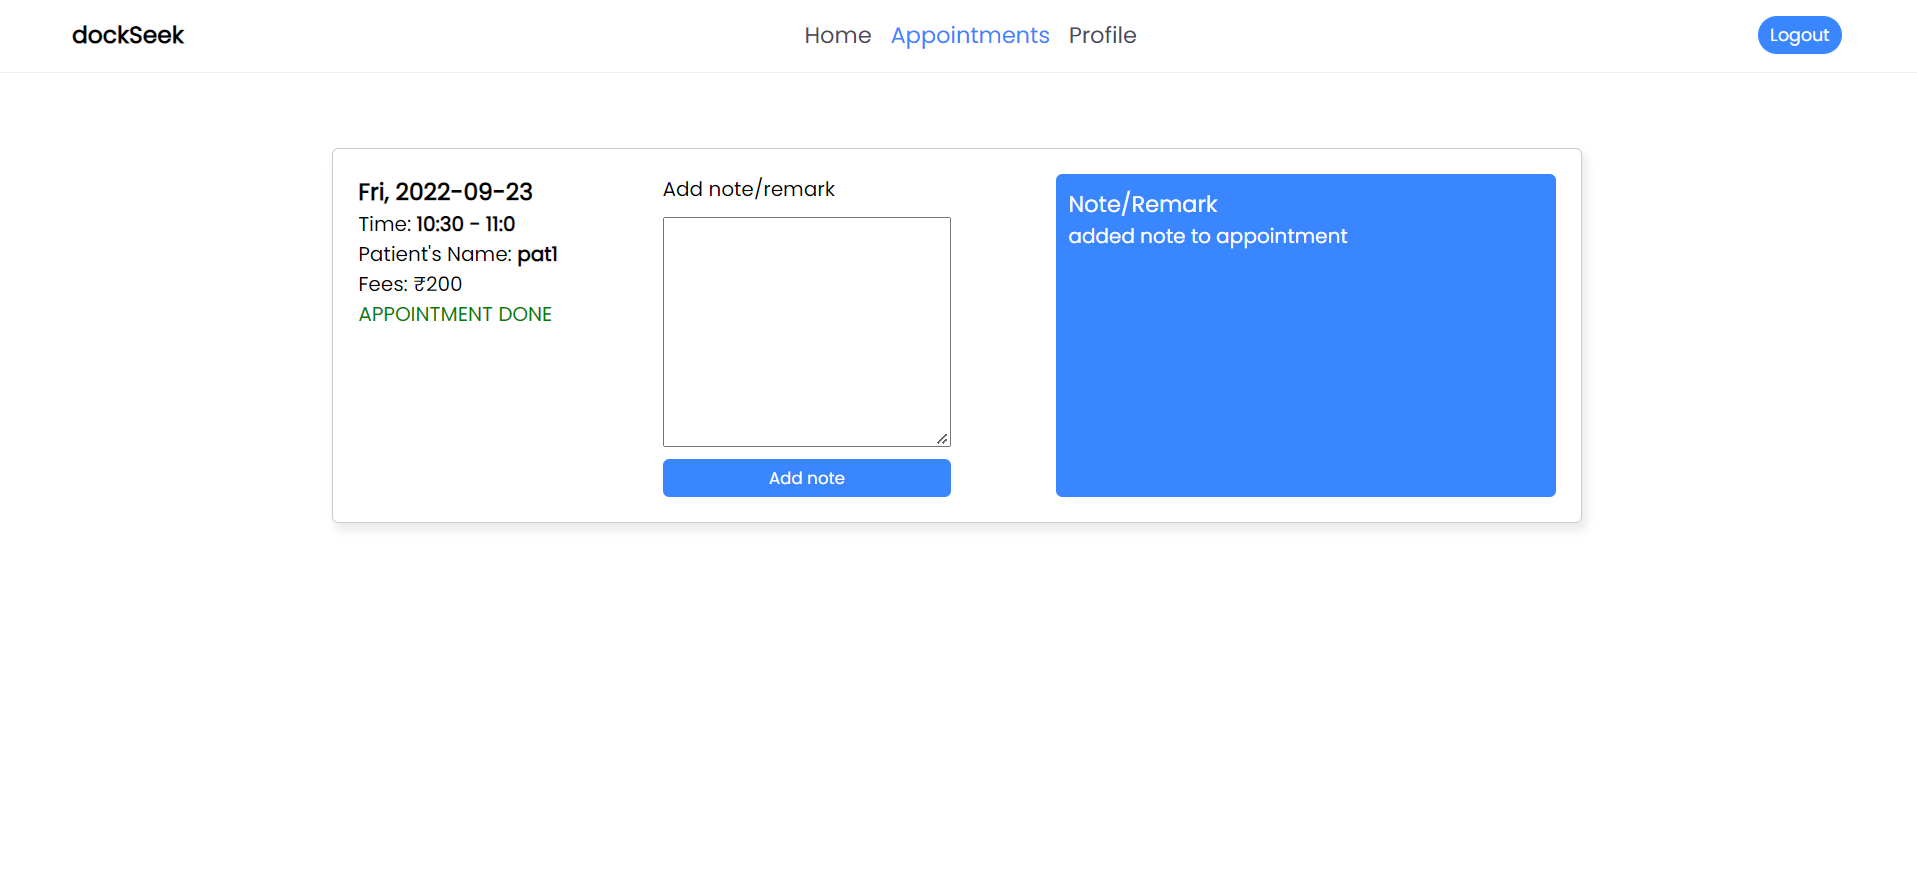 dockSeek
Home Appointments Profile
Logout
Fri, 2022-09-23
Time: 10:30 - 11:0
Patient's Name: pat1
Fees: ₹200
APPOINTMENT DONE
Add note/remark
Add note
Note/Remark
added note to appointment